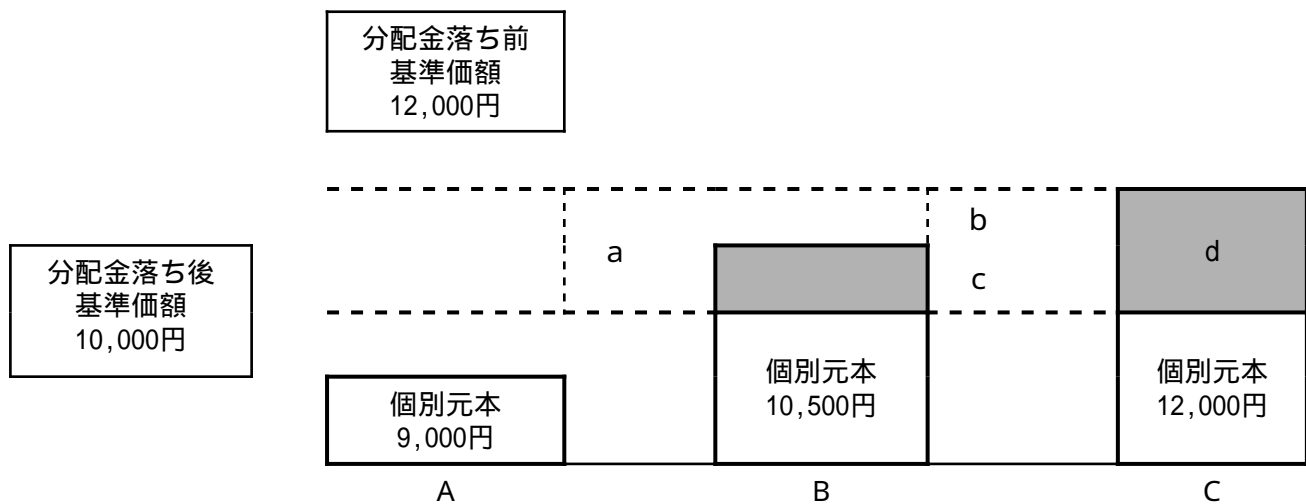 分配金落ち前
基準価額
12,000円
分配金落ち後
基準価額
10,000円
a
b
c
d
個別元本
9,000円
個別元本
10,500円
個別元本
12,000円
A
B
C